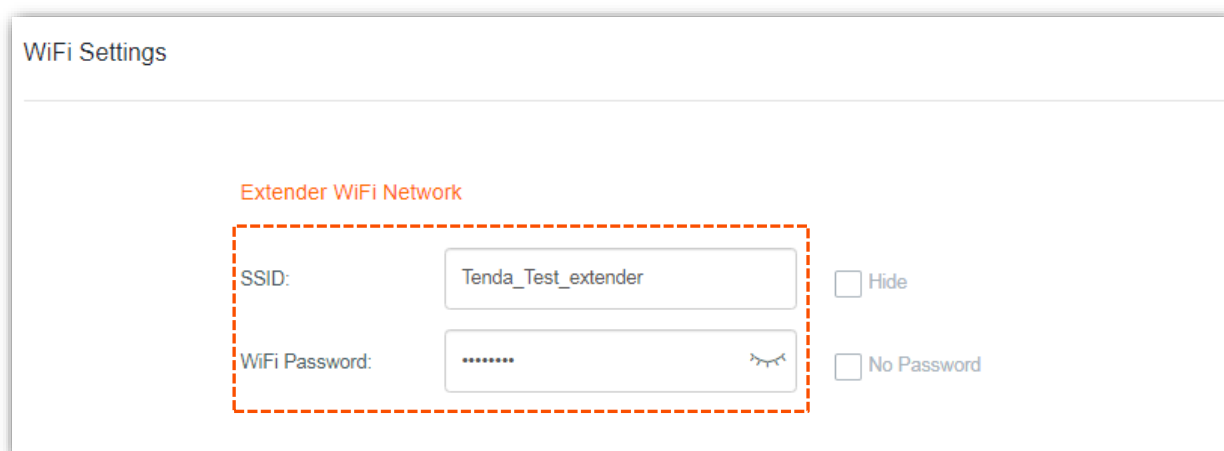 WiFi Settings
Extender WiFi Network
SSID: Tenda_Test_extender Hide
WiFi Password: •••••••• No Password